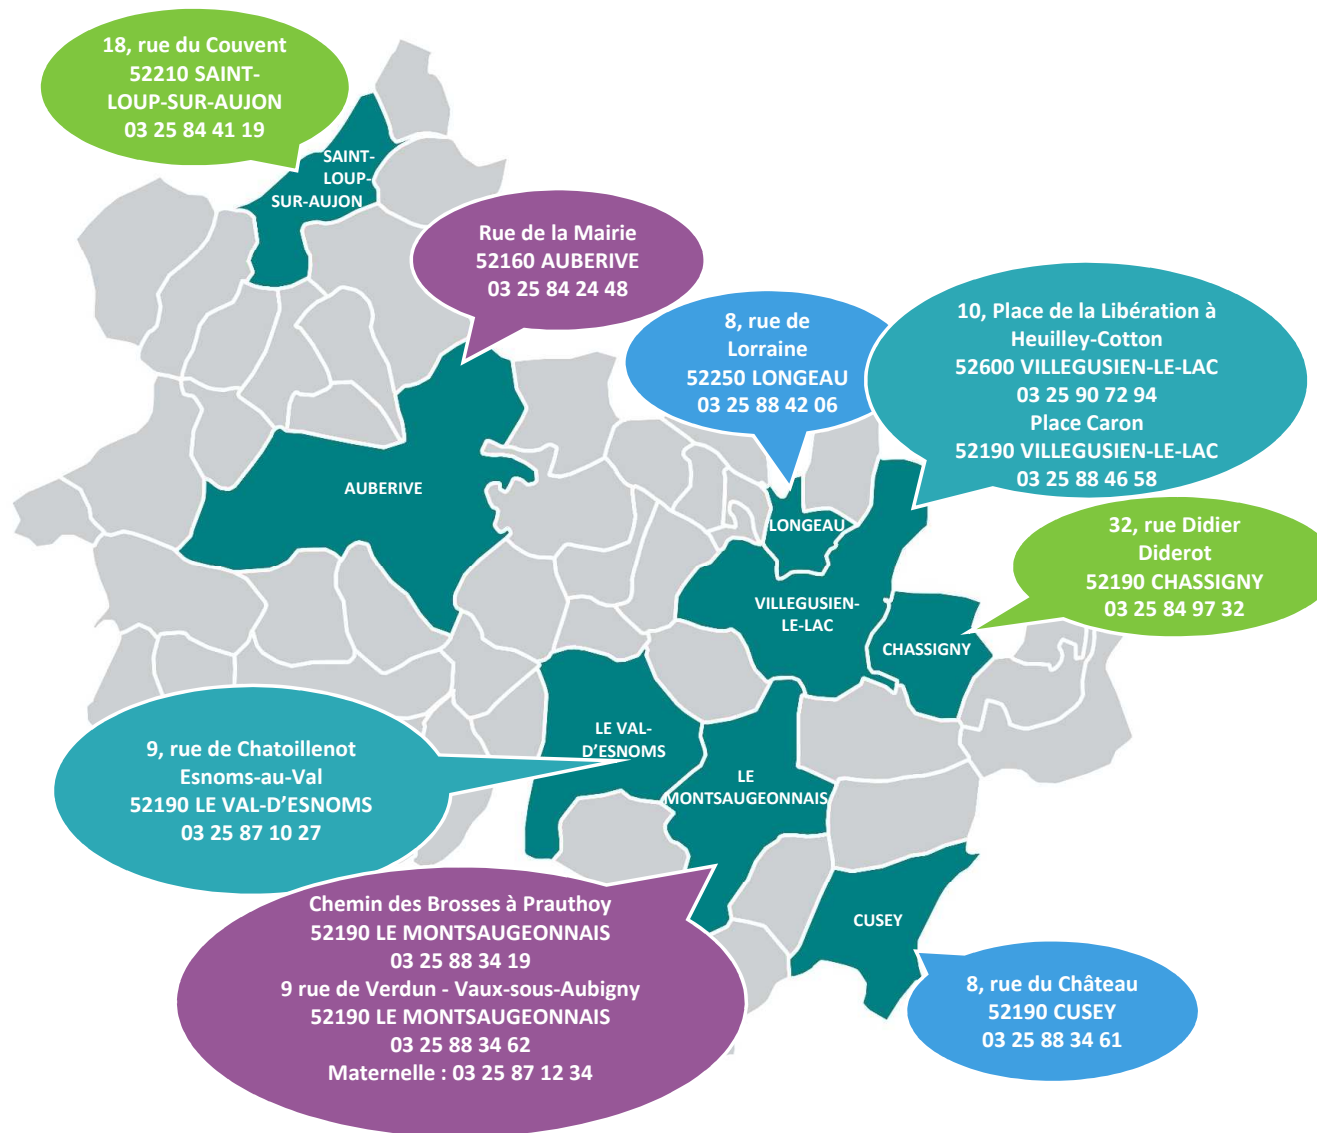 18, rue du Couvent
52210 SAINT-
LOUP-SUR-AUJON
03 25 84 41 19
SAINT-
LOUP-
SUR-AUJON
Rue de la Mairie
52160 AUBERIVE
03 25 84 24 48
8, rue de
Lorraine
52250 LONGEAU
03 25 88 42 06
10, Place de la Libération à
Heuilley-Cotton
52600 VILLEGUSIEN-LE-LAC
03 25 90 72 94
Place Caron
52190 VILLEGUSIEN-LE-LAC
03 25 88 46 58
AUBERIVE
LONGEAU
32, rue Didier
Diderot
52190 CHASSIGNY
03 25 84 97 32
VILLEGUSIEN-
LE-LAC
CHASSIGNY
LE VAL-
D’ESNOMS
9, rue de Chatoillenot
Esnoms-au-Val
52190 LE VAL-D’ESNOMS
03 25 87 10 27
LE
MONTSAUGEONNAIS
Chemin des Brosses à Prauthoy
52190 LE MONTSAUGEONNAIS
03 25 88 34 19
9 rue de Verdun - Vaux-sous-Aubigny
52190 LE MONTSAUGEONNAIS
03 25 88 34 62
Maternelle : 03 25 87 12 34
CUSEY
8, rue du Château
52190 CUSEY
03 25 88 34 61